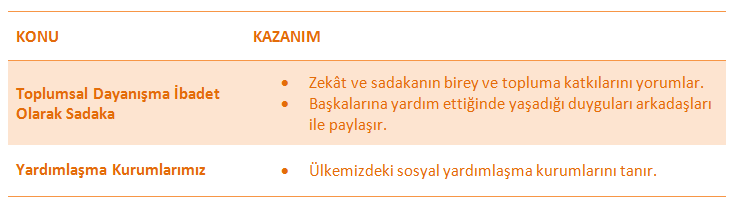 KONU KAZANIM
Toplumsal Dayanışma İbadet
Olarak Sadaka
• Zekât ve sadakanın birey ve topluma katkılarını yorumlar.
• Başkalarına yardım ettiğinde yaşadığı duyguları arkadaşları
ile paylaşır.
Yardımlaşma Kurumlarımız
• Ülkemizdeki sosyal yardımlaşma kurumlarını tanır.